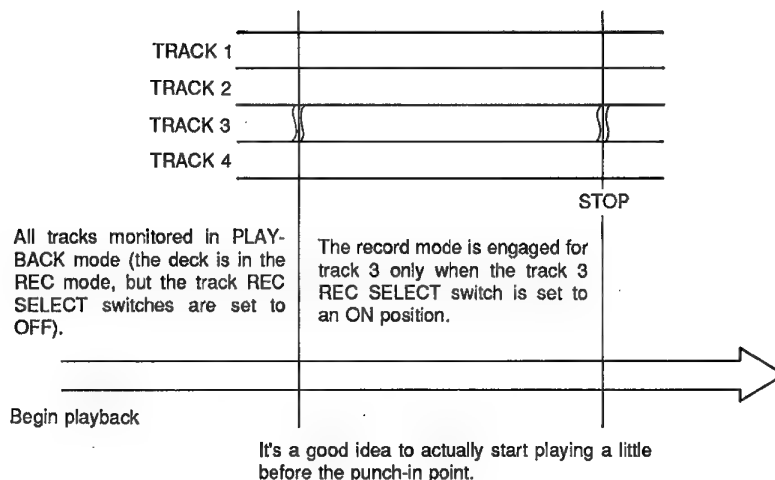 TRACK 1
TRACK 2
TRACK 3
TRACK 4
STOP
All tracks monitored in PLAY-
BACK mode (the deck is in the
REC mode, but the track REC
SELECT switches are set to
OFF).
The record mode is engaged for
track 3 only when the track 3
REC SELECT switch is set to
an ON position.
Begin playback
It's a good idea to actually start playing a little
before the punch-in point.